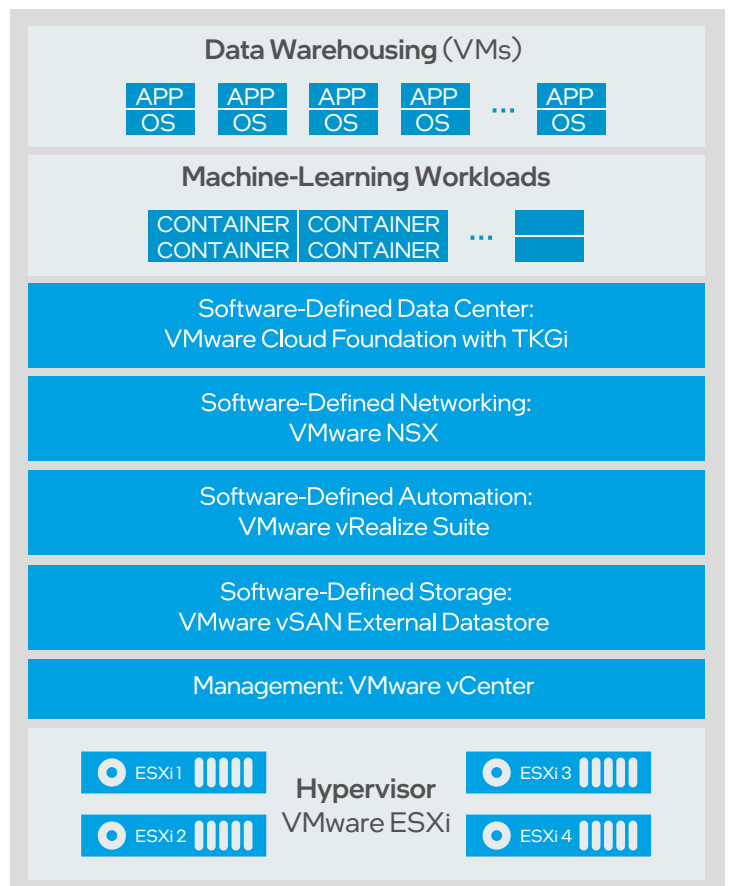 Data Warehousing (VMs)
APP APP APP APP ... APP
OS OS OS OS OS
Machine-Learning Workloads
CONTAINER CONTAINER ...
CONTAINER CONTAINER
Software-Defined Data Center:
VMware Cloud Foundation with TKGi
Software-Defined Networking:
VMware NSX
Software-Defined Automation:
VMware vRealize Suite
Software-Defined Storage:
VMware vSAN External Datastore
Management: VMware vCenter
ESXi 1
ESXi 2
Hypervisor
VMware ESXi
ESXi 3
ESXi 4